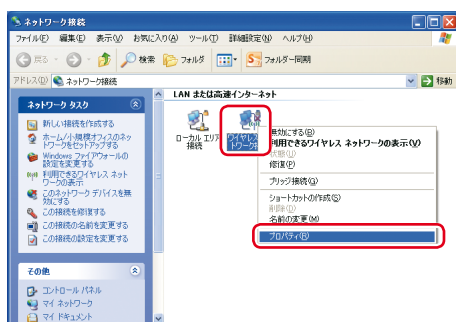 ネットワーク接続
ファイル(F) 編集(E) 表示(V) お気に入り(A) ツール(T) 詳細設定(N) ヘルプ(H)
戻る 検索 フォルダ フォルダー同期
アドレス(D) ネットワーク接続 移動
ネットワーク タスク
新しい接続を作成する
ホーム/小規模オフィスのネットワークをセットアップする
Windows ファイアウォールの設定を変更する
利用できるワイヤレス ネットワークの表示
このネットワーク デバイスを無効にする
この接続を修復する
この接続の名前を変更する
この接続の設定を変更する
その他
コントロール パネル
マイ ネットワーク
マイ ドキュメント
LAN または高速インターネット
ローカル エリア接続
ワイヤレス
無効にする(B)
利用できるワイヤレス ネットワークの表示(V)
状態(U)
修復(P)
ブリッジ接続(G)
ショートカットの作成(S)
削除(D)
名前の変更(M)
プロパティ(R)